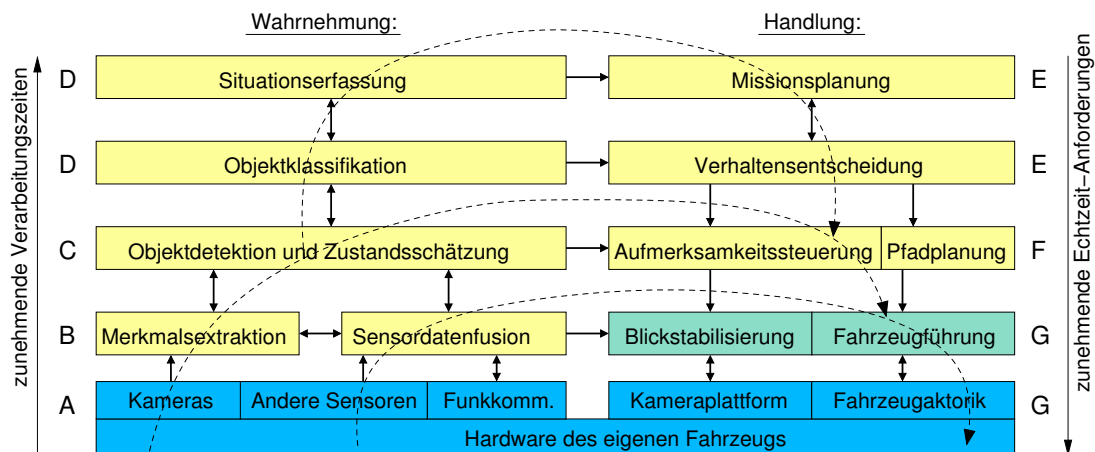 Wahrnehmung: Handlung:
D Situationserfassung Missionsplanung E
D Objektklassifikation Verhaltensentscheidung E
C Objektdetektion und Zustandsschätzung Aufmerksamkeitssteuerung Pfadplanung F
B Merkmalsextraktion Sensordatenfusion Blickstabilisierung Fahrzeugführung G
A Kameras Andere Sensoren Funkkomm. Kameraplattform Fahrzeugaktorik G
Hardware des eigenen Fahrzeugs
zunehmende Verarbeitungszeiten
zunehmende Echtzeit−Anforderungen